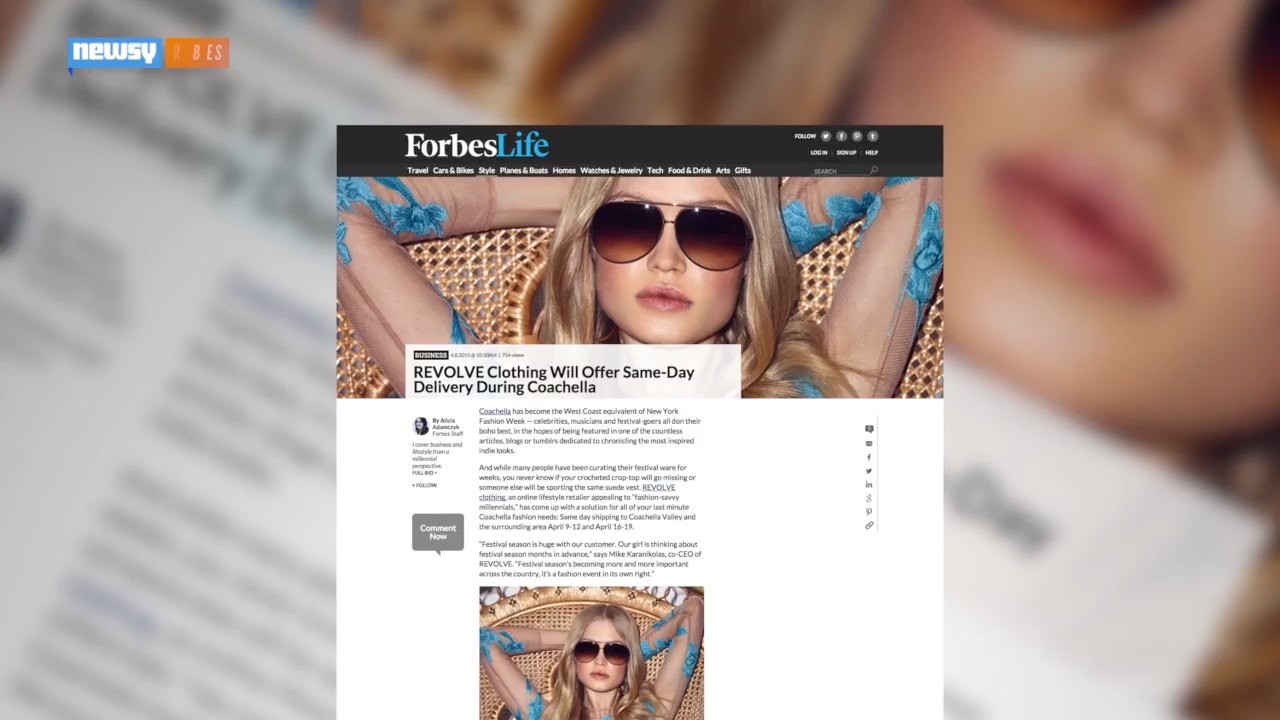 newsy
ForbesLife
FOLLOW
LOG IN | SIGN UP | HELP
Travel Cars & Bikes Style Planes & Boats Homes Watches & Jewelry Tech Food & Drink Arts Gifts
SEARCH
BUSINESS
REVOLVE Clothing Will Offer Same-Day
Delivery During Coachella
By Alicia
Adamczyk
Forbes Staff
I cover business and
lifestyle from a
millennial
perspective.
FULL BIO >
+ FOLLOW
Comment
Now
Coachella has become the West Coast equivalent of New York
Fashion Week — celebrities, musicians and festival-goers all don their
boho best, in the hopes of being featured in one of the countless
articles, blogs or tumblrs dedicated to chronicling the most inspired
indie looks.
And while many people have been curating their festival ware for
weeks, you never know if your crocheted crop-top will go missing or
someone else will be sporting the same suede vest. REVOLVE
clothing, an online lifestyle retailer appealing to "fashion-savvy
millennials," has come up with a solution for all of your last minute
Coachella fashion needs: Same day shipping to Coachella Valley and
the surrounding area April 9-12 and April 16-19.
"Festival season is huge with our customer. Our girl is thinking about
festival season months in advance," says Mike Karanikolas, co-CEO of
REVOLVE. "Festival season's becoming more and more important
across the country, it's a fashion event in its own right."